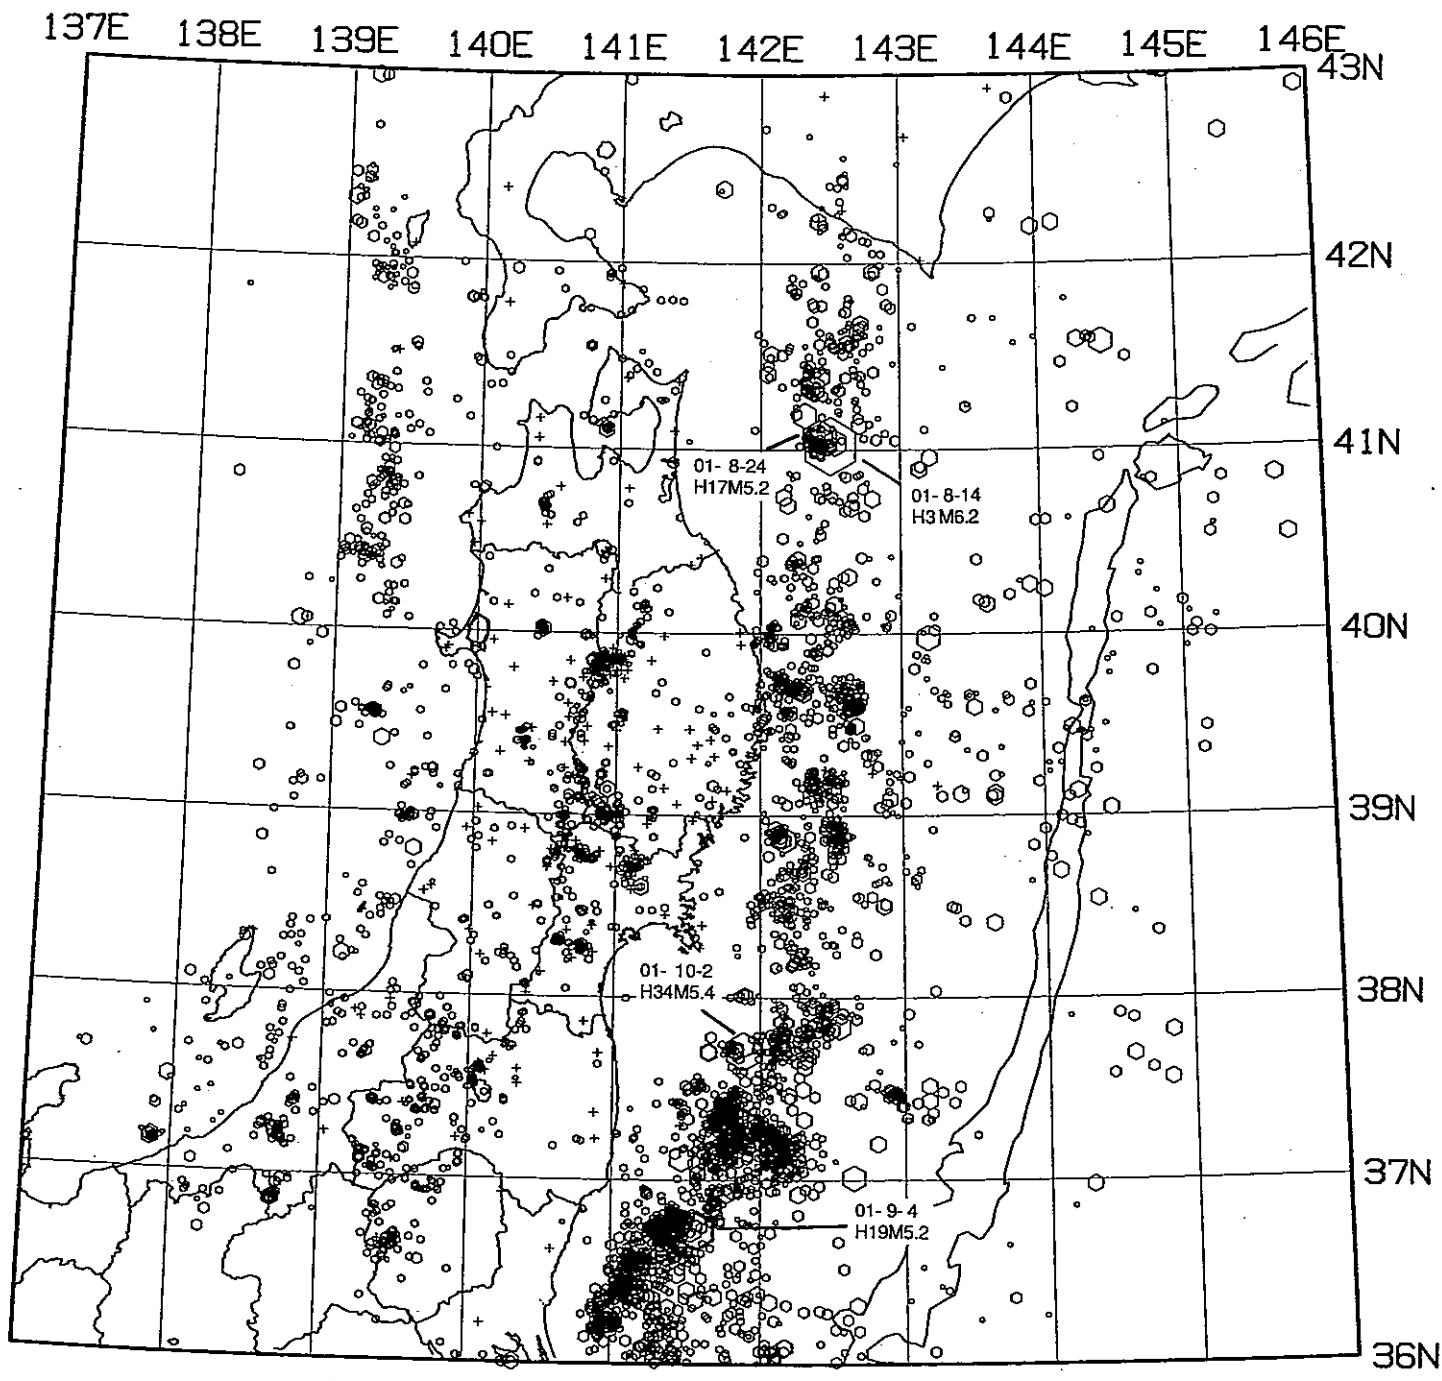 137E 138E 139E 140E 141E 142E 143E 144E 145E 146E
43N
42N
41N
01- 8-24
H17M5.2
01- 8-14
H3 M6.2
40N
39N
01- 10-2
H34M5.4
38N
37N
01- 9- 4
H19M5.2
36N